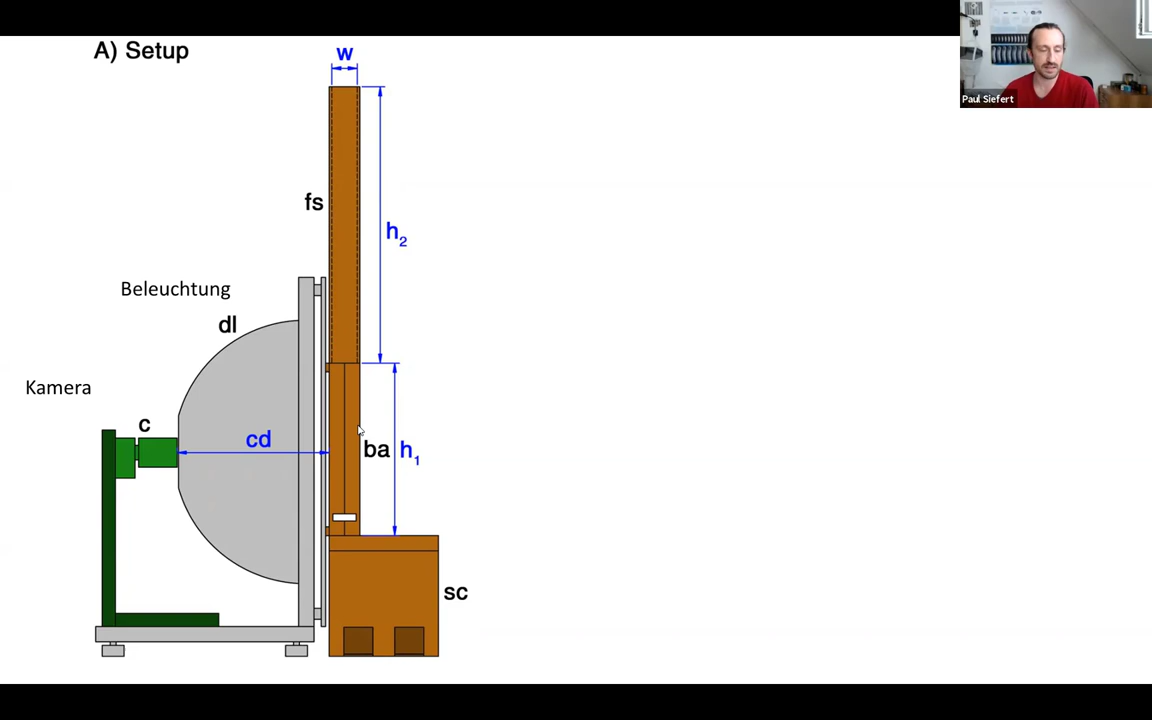 A) Setup
w
fs
h2
Beleuchtung
dl
Kamera
c
cd
ba
h1
sc
Paul Siefert